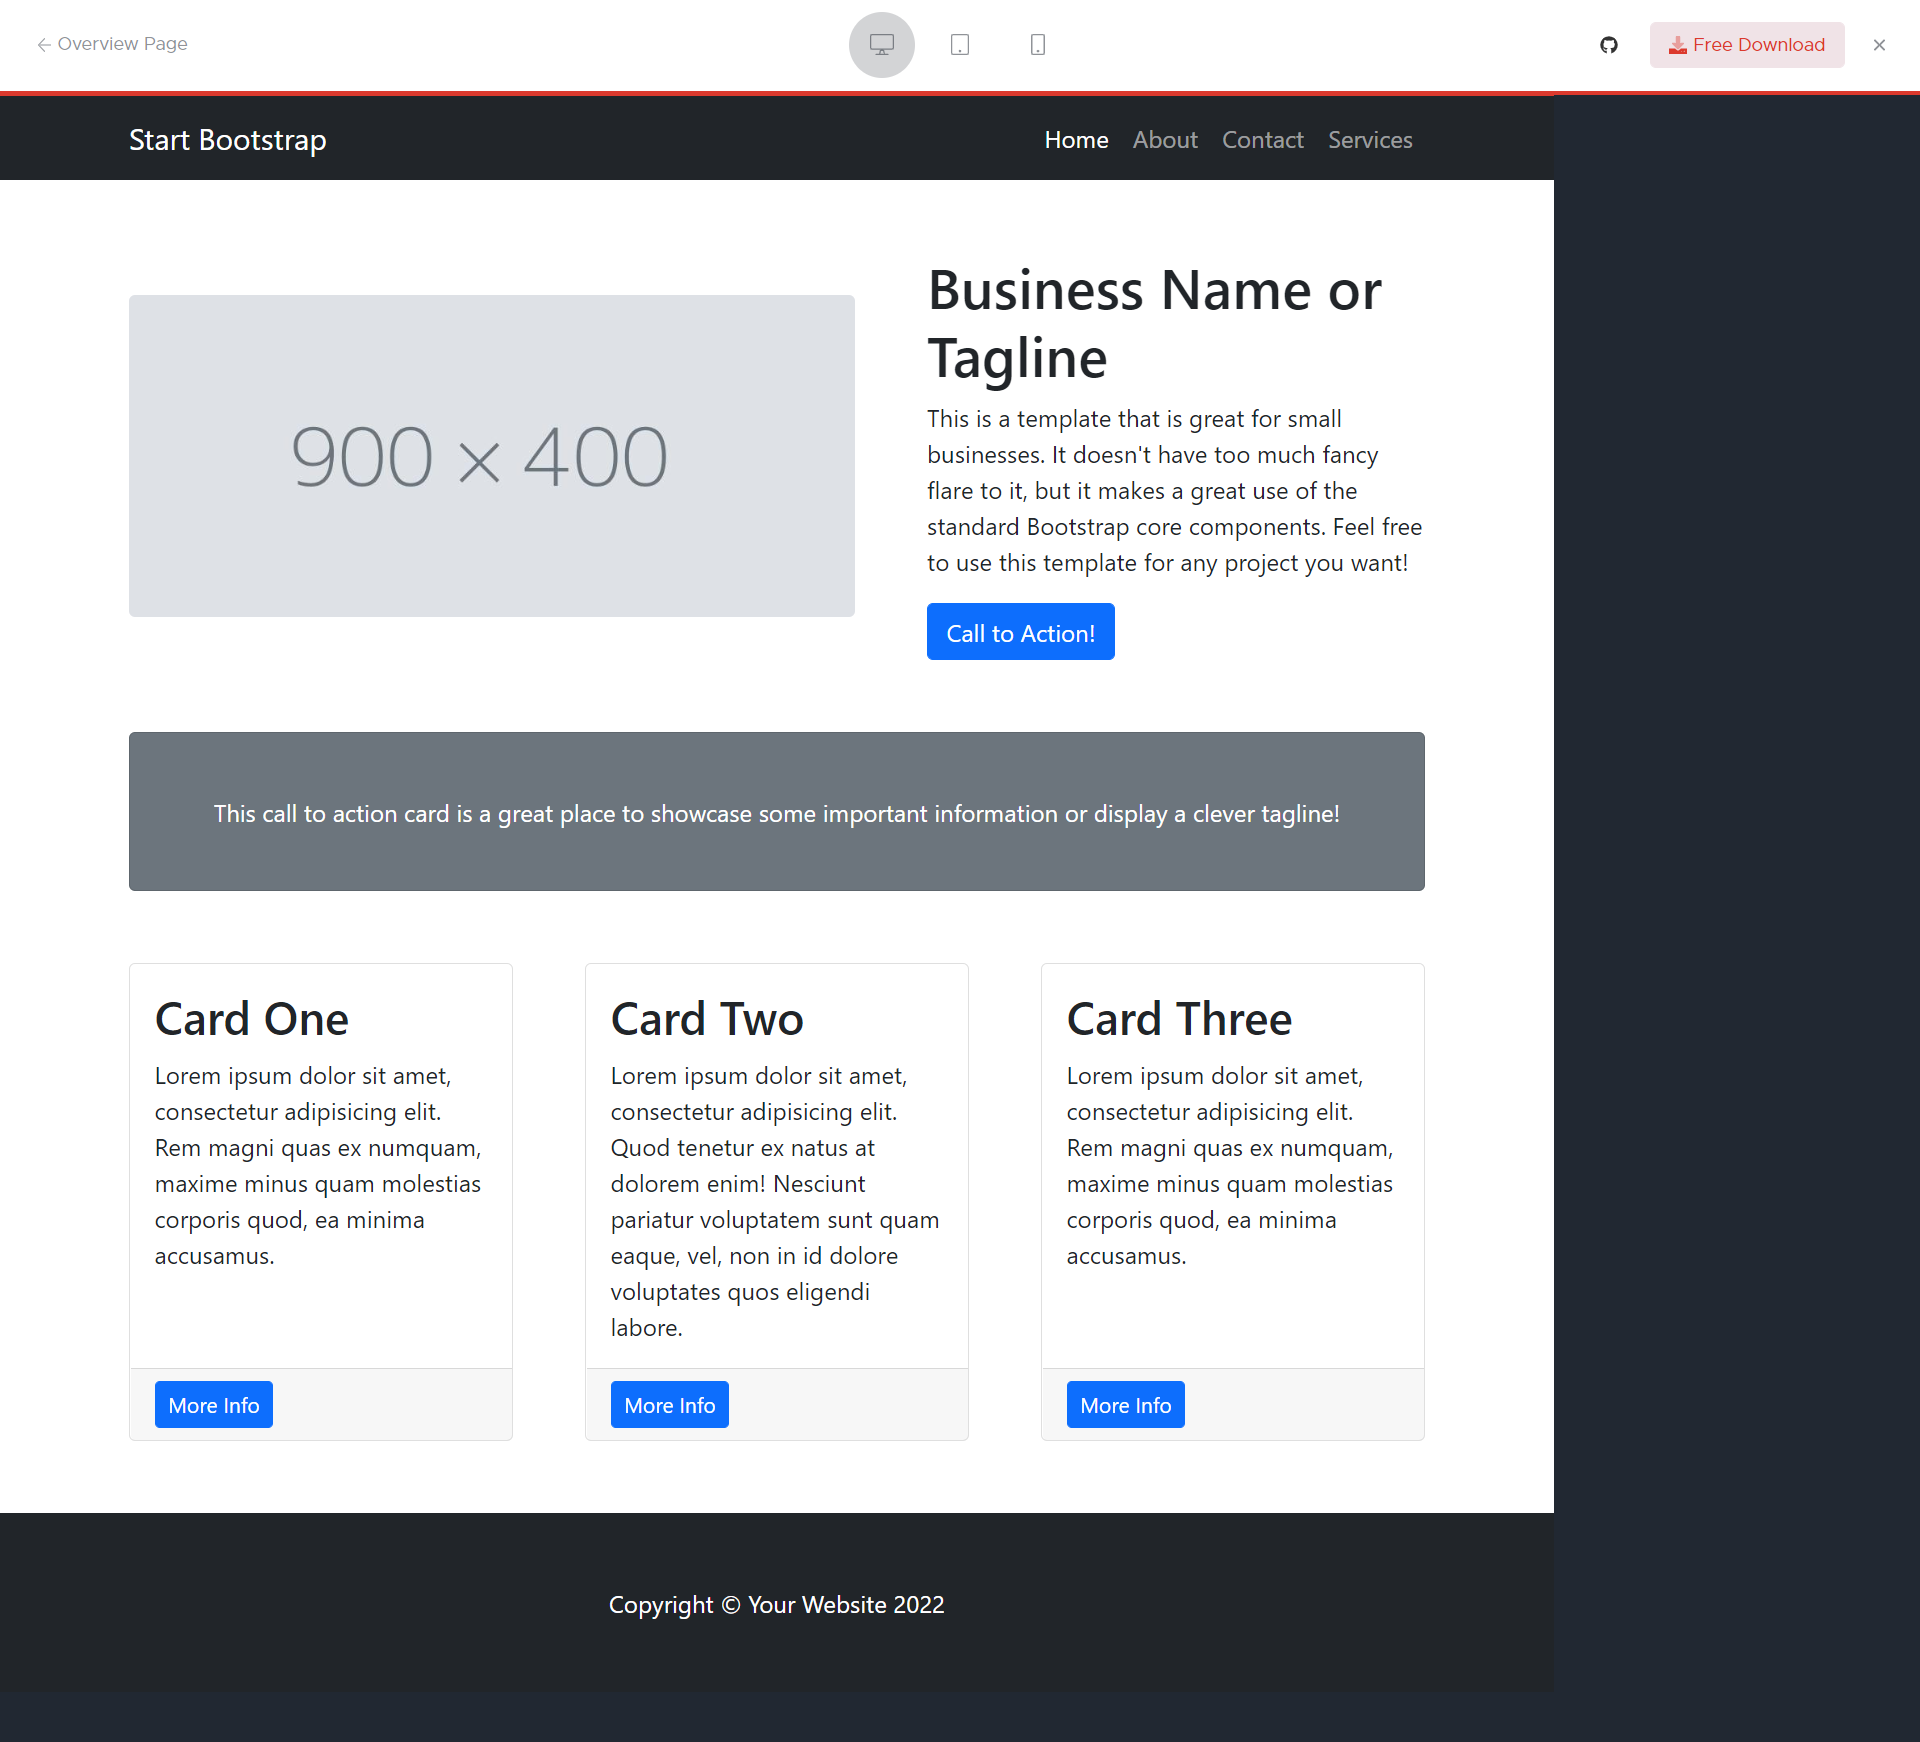 Overview Page
Free Download
Start Bootstrap
Home About Contact Services
900 × 400
Business Name or
Tagline
This is a template that is great for small
businesses. It doesn't have too much fancy
flare to it, but it makes a great use of the
standard Bootstrap core components. Feel free
to use this template for any project you want!
Call to Action!
This call to action card is a great place to showcase some important information or display a clever tagline!
Card One
Lorem ipsum dolor sit amet,
consectetur adipisicing elit.
Rem magni quas ex numquam,
maxime minus quam molestias
corporis quod, ea minima
accusamus.
More Info
Card Two
Lorem ipsum dolor sit amet,
consectetur adipisicing elit.
Quod tenetur ex natus at
dolorem enim! Nesciunt
pariatur voluptatem sunt quam
eaque, vel, non in id dolore
voluptates quos eligendi
labore.
More Info
Card Three
Lorem ipsum dolor sit amet,
consectetur adipisicing elit.
Rem magni quas ex numquam,
maxime minus quam molestias
corporis quod, ea minima
accusamus.
More Info
Copyright © Your Website 2022